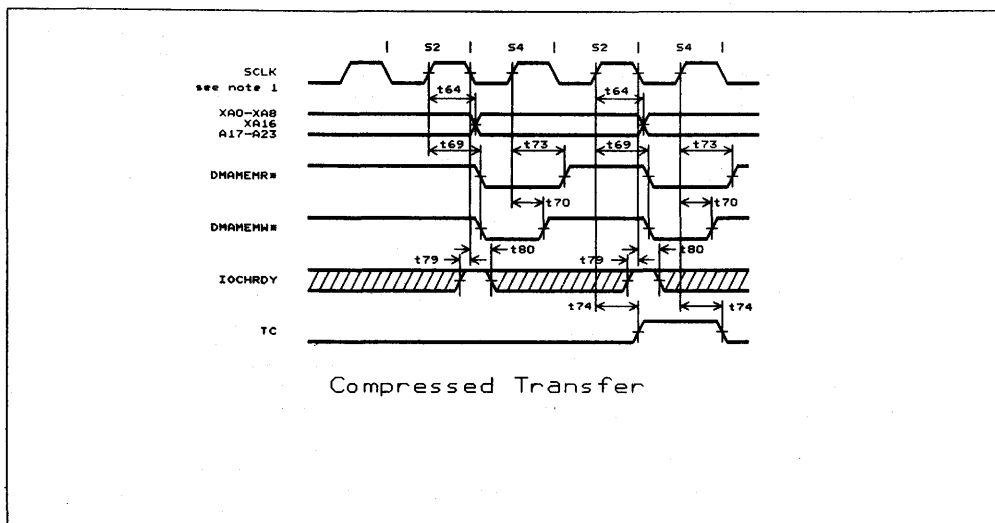 | S2 | S4 | S2 | S4 |
SCLK
see note 1
t64 t64
XA0-XA8
XA16
A17-A23
t69 t73 t69 t73
DMAMEMR*
t70 t70
DMAMEMW*
t80 t80
t79 t79
IOCHRDY
t74 t74
TC
Compressed Transfer